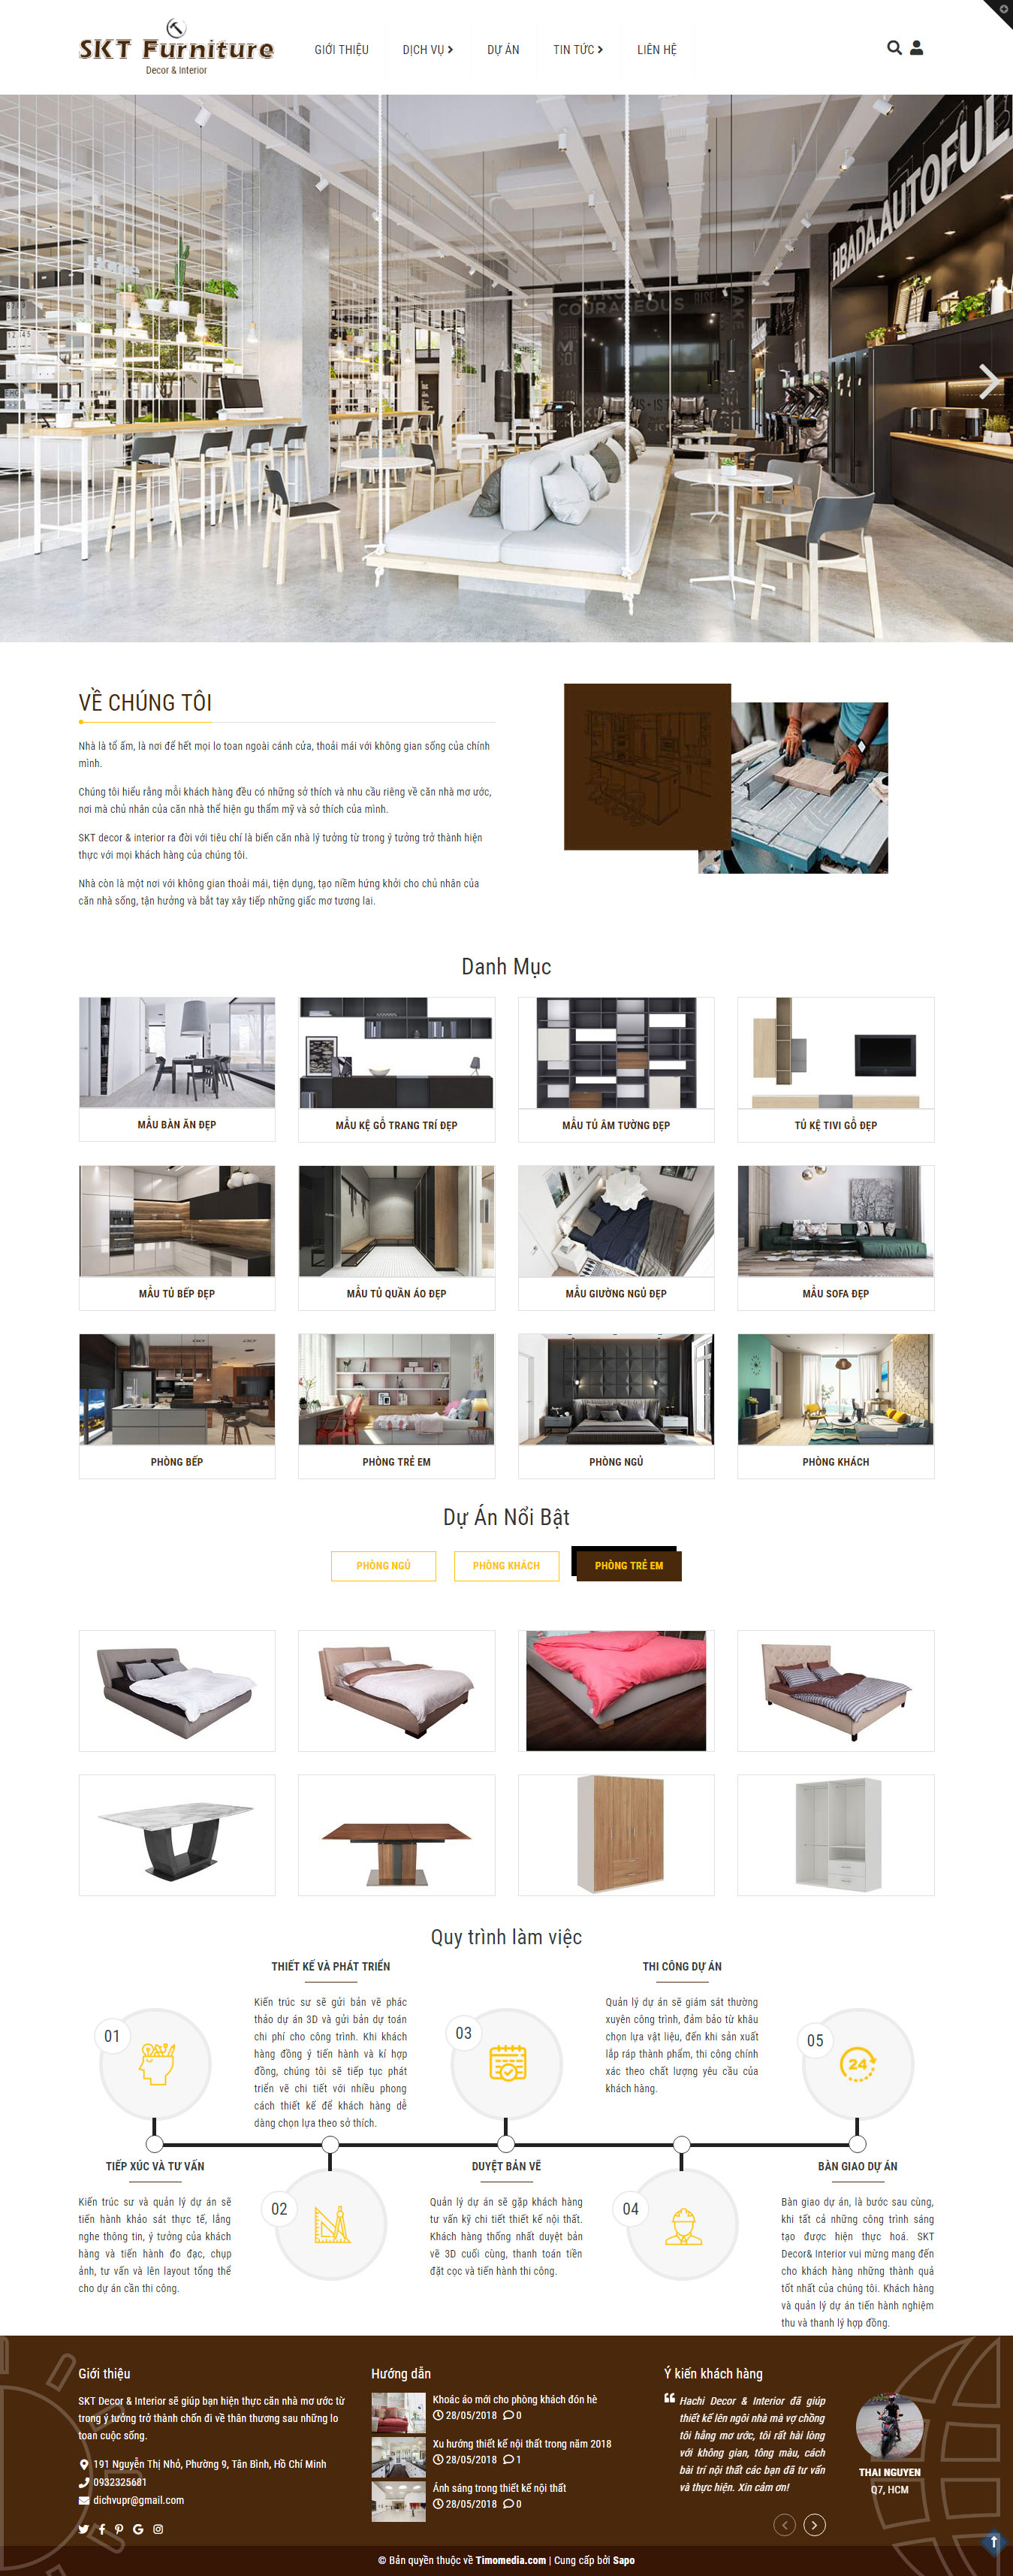 SKT Furniture
Decor & Interior
GIỚI THIỆU
DỊCH VỤ
DỰ ÁN
TIN TỨC
LIÊN HỆ
HBADA.AUTOFUL
COURAGEOUS
VỀ CHÚNG TÔI
Nhà là tổ ấm, là nơi để hết mọi lo toan ngoài cánh cửa, thoải mái với không gian sống của chính
mình.
Chúng tôi hiểu rằng mỗi khách hàng đều có những sở thích và nhu cầu riêng về căn nhà mơ ước,
nơi mà chủ nhân của căn nhà thể hiện gu thẩm mỹ và sở thích của mình.
SKT decor & interior ra đời với tiêu chí là biến căn nhà lý tưởng từ trong ý tưởng trở thành hiện
thực với mọi khách hàng của chúng tôi.
Nhà còn là một nơi với không gian thoải mái, tiện dụng, tạo niềm hứng khởi cho chủ nhân của
căn nhà sống, tận hưởng và bắt tay xây tiếp những giấc mơ tương lai.
Danh Mục
MẪU BÀN ĂN ĐẸP
MẪU KỆ GỖ TRANG TRÍ ĐẸP
MẪU TỦ ÂM TƯỜNG ĐẸP
TỦ KỆ TIVI GỖ ĐẸP
MẪU TỦ BẾP ĐẸP
MẪU TỦ QUẦN ÁO ĐẸP
MẪU GIƯỜNG NGỦ ĐẸP
MẪU SOFA ĐẸP
PHÒNG BẾP
PHÒNG TRẺ EM
PHÒNG NGỦ
PHÒNG KHÁCH
Dự Án Nổi Bật
PHÒNG NGỦ
PHÒNG KHÁCH
PHÒNG TRẺ EM
Quy trình làm việc
01
TIẾP XÚC VÀ TƯ VẤN
Kiến trúc sư và quản lý dự án sẽ
tiến hành khảo sát thực tế, lắng
nghe thông tin, ý tưởng của khách
hàng và tiến hành đo đạc, chụp
ảnh, tư vấn và lên layout tổng thể
cho dự án cần thi công.
THIẾT KẾ VÀ PHÁT TRIỂN
Kiến trúc sư sẽ gửi bản vẽ phác
thảo dự án 3D và gửi bản dự toán
chi phí cho công trình. Khi khách
hàng đồng ý tiến hành và kí hợp
đồng, chúng tôi sẽ tiếp tục phát
triển vẽ chi tiết với nhiều phong
cách thiết kế để khách hàng dễ
dàng chọn lựa theo sở thích.
02
03
DUYỆT BẢN VẼ
Quản lý dự án sẽ gặp khách hàng
tư vấn kỹ chi tiết thiết kế nội thất.
Khách hàng thống nhất duyệt bản
vẽ 3D cuối cùng, thanh toán tiền
đặt cọc và tiến hành thi công.
THI CÔNG DỰ ÁN
Quản lý dự án sẽ giám sát thường
xuyên công trình, đảm bảo từ khâu
chọn lựa vật liệu, đến khi sản xuất
lắp ráp thành phẩm, thi công chính
xác theo chất lượng yêu cầu của
khách hàng.
04
05
24
BÀN GIAO DỰ ÁN
Bàn giao dự án, là bước sau cùng,
khi tất cả những công trình sáng
tạo được hiện thực hoá. SKT
Decor& Interior vui mừng mang đến
cho khách hàng những thành quả
tốt nhất của chúng tôi. Khách hàng
và quản lý dự án tiến hành nghiệm
thu và thanh lý hợp đồng.
Giới thiệu
SKT Decor & Interior sẽ giúp bạn hiện thực căn nhà mơ ước từ
trong ý tưởng trở thành chốn đi về thân thương sau những lo
toan cuộc sống.
191 Nguyễn Thị Nhỏ, Phường 9, Tân Bình, Hồ Chí Minh
0932325681
dichvupr@gmail.com
Hướng dẫn
Khoác áo mới cho phòng khách đón hè
28/05/2018 0
Xu hướng thiết kế nội thất trong năm 2018
28/05/2018 1
Ánh sáng trong thiết kế nội thất
28/05/2018 0
Ý kiến khách hàng
Hachi Decor & Interior đã giúp
thiết kế lên ngôi nhà mà vợ chồng
tôi hằng mơ ước, tôi rất hài lòng
với không gian, tông màu, cách
bài trí nội thất các bạn đã tư vấn
và thực hiện. Xin cảm ơn!
THAI NGUYEN
Q7, HCM
© Bản quyền thuộc về Timomedia.com | Cung cấp bởi Sapo